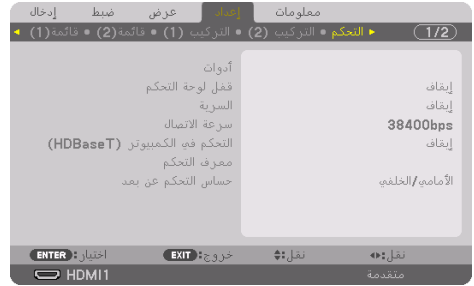 إدخال ضبط عرض إعداد معلومات
قائمة(1) • قائمة(2) • التركيب (1) • التركيب (2) • التحكم 1/2
أدوات
قفل لوحة التحكم إيقاف
السرية إيقاف
سرعة الاتصال 38400bps
التحكم في الكمبيوتر (HDBaseT) إيقاف
معرف التحكم
حساس التحكم عن بعد الأمامي/الخلفي
ENTER :اختيار EXIT :خروج نقل: نقل:
HDMI1 متقدمة